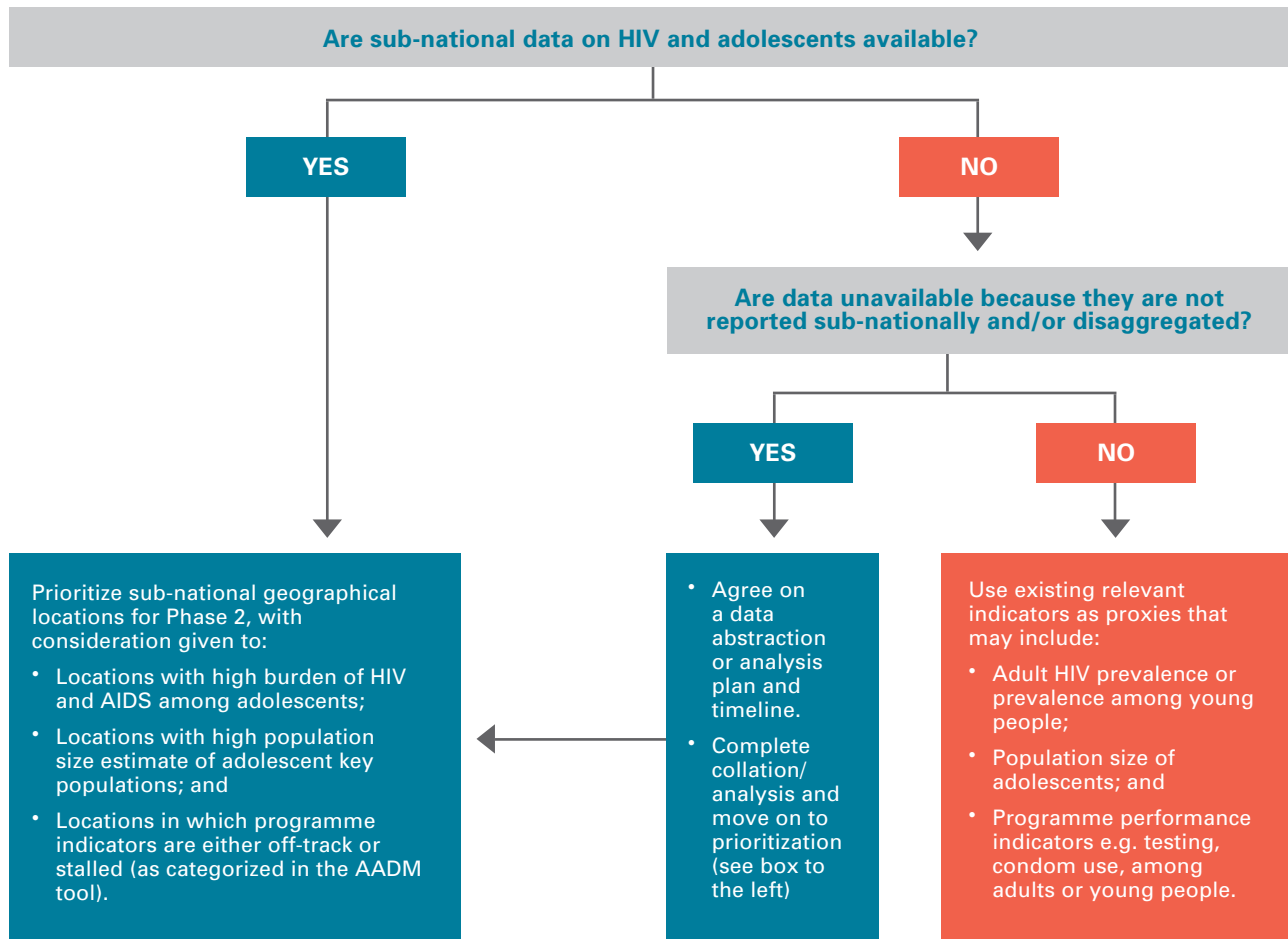 Are sub-national data on HIV and adolescents available?
YES
NO
Are data unavailable because they are not
reported sub-nationally and/or disaggregated?
YES
NO
Prioritize sub-national geographical
locations for Phase 2, with
consideration given to:
• Locations with high burden of HIV
and AIDS among adolescents;
• Locations with high population
size estimate of adolescent key
populations; and
• Locations in which programme
indicators are either off-track or
stalled (as categorized in the AADM
tool).
• Agree on
a data
abstraction
or analysis
plan and
timeline.
• Complete
collation/
analysis and
move on to
prioritization
(see box to
the left)
Use existing relevant
indicators as proxies that
may include:
• Adult HIV prevalence or
prevalence among young
people;
• Population size of
adolescents; and
• Programme performance
indicators e.g. testing,
condom use, among
adults or young people.